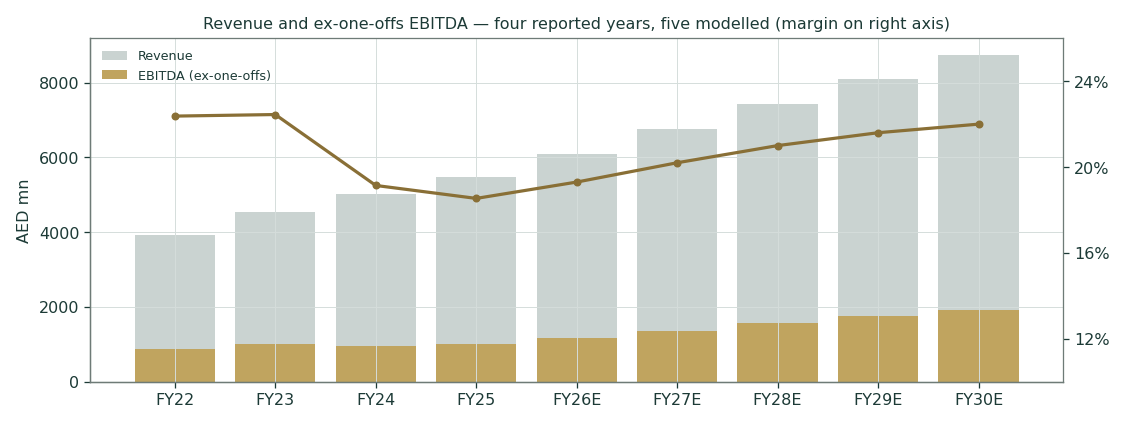 Revenue and ex-one-offs EBITDA — four reported years, five modelled (margin on right axis)
Revenue
EBITDA (ex-one-offs)
AED mn
8000
6000
4000
2000
0
24%
20%
16%
12%
FY22 FY23 FY24 FY25 FY26E FY27E FY28E FY29E FY30E